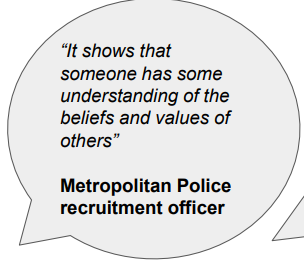 “It shows that
someone has some
understanding of the
beliefs and values of
others”
Metropolitan Police
recruitment officer